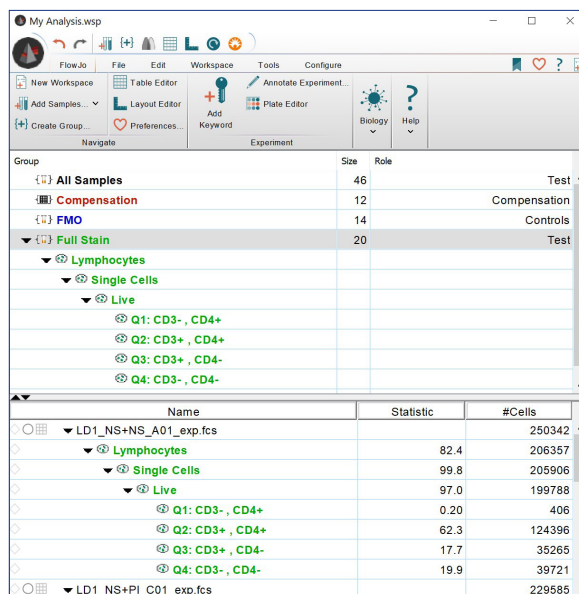 My Analysis.wsp
FlowJo File Edit Workspace Tools Configure
New Workspace Table Editor Annotate Experiment...
Add Samples... Layout Editor Add Keyword Plate Editor Biology Help
Create Group... Preferences...
Navigate Experiment
Group Size Role
All Samples 46 Test
Compensation 12 Compensation
FMO 14 Controls
Full Stain 20 Test
Lymphocytes
Single Cells
Live
Q1: CD3- , CD4+
Q2: CD3+ , CD4+
Q3: CD3+ , CD4-
Q4: CD3- , CD4-
Name Statistic #Cells
LD1_NS+NS_A01_exp.fcs 250342
Lymphocytes 82.4 206357
Single Cells 99.8 205906
Live 97.0 199788
Q1: CD3- , CD4+ 0.20 406
Q2: CD3+ , CD4+ 62.3 124396
Q3: CD3+ , CD4- 17.7 35265
Q4: CD3- , CD4- 19.9 39721
LD1_NS+PI_C01_exp.fcs 229585